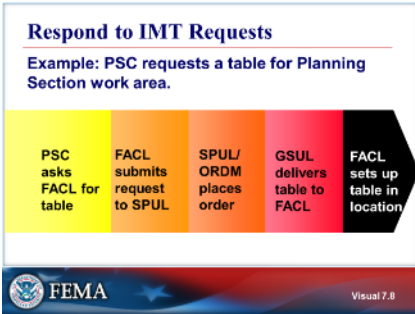 Respond to IMT Requests
Example: PSC requests a table for Planning
Section work area.
PSC
asks
FACL for
table
FACL
submits
request
to SPUL
SPUL/
ORDM
places
order
GSUL
delivers
table to
FACL
FACL
sets up
table in
location
FEMA
Visual 7.8